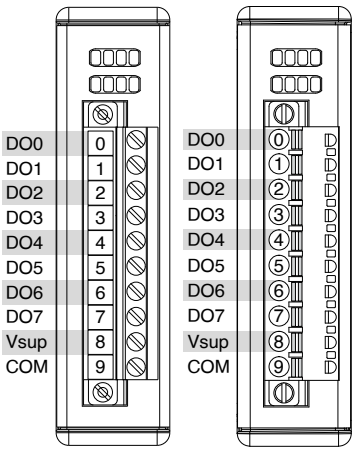 DO0 0 DO0 0
DO1 1 DO1 1
DO2 2 DO2 2
DO3 3 DO3 3
DO4 4 DO4 4
DO5 5 DO5 5
DO6 6 DO6 6
DO7 7 DO7 7
Vsup 8 Vsup 8
COM 9 COM 9